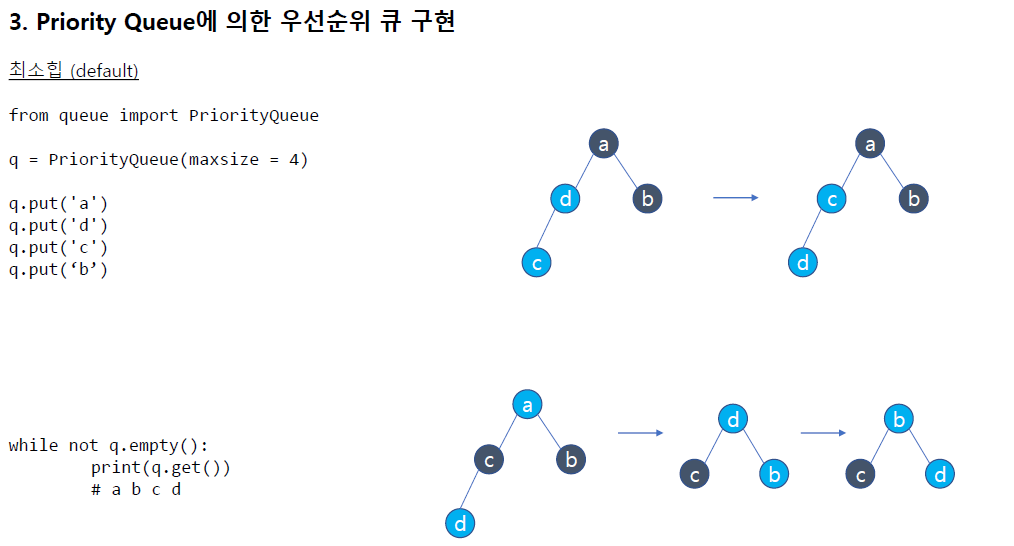 3. Priority Queue에 의한 우선순위 큐 구현
최소힙 (default)
from queue import PriorityQueue
q = PriorityQueue(maxsize = 4)
q.put('a')
q.put('d')
q.put('c')
q.put(‘b’)
a
d b
c
a
c b
d
while not q.empty():
print(q.get())
# a b c d
a
c b
d
d
c b
b
c d